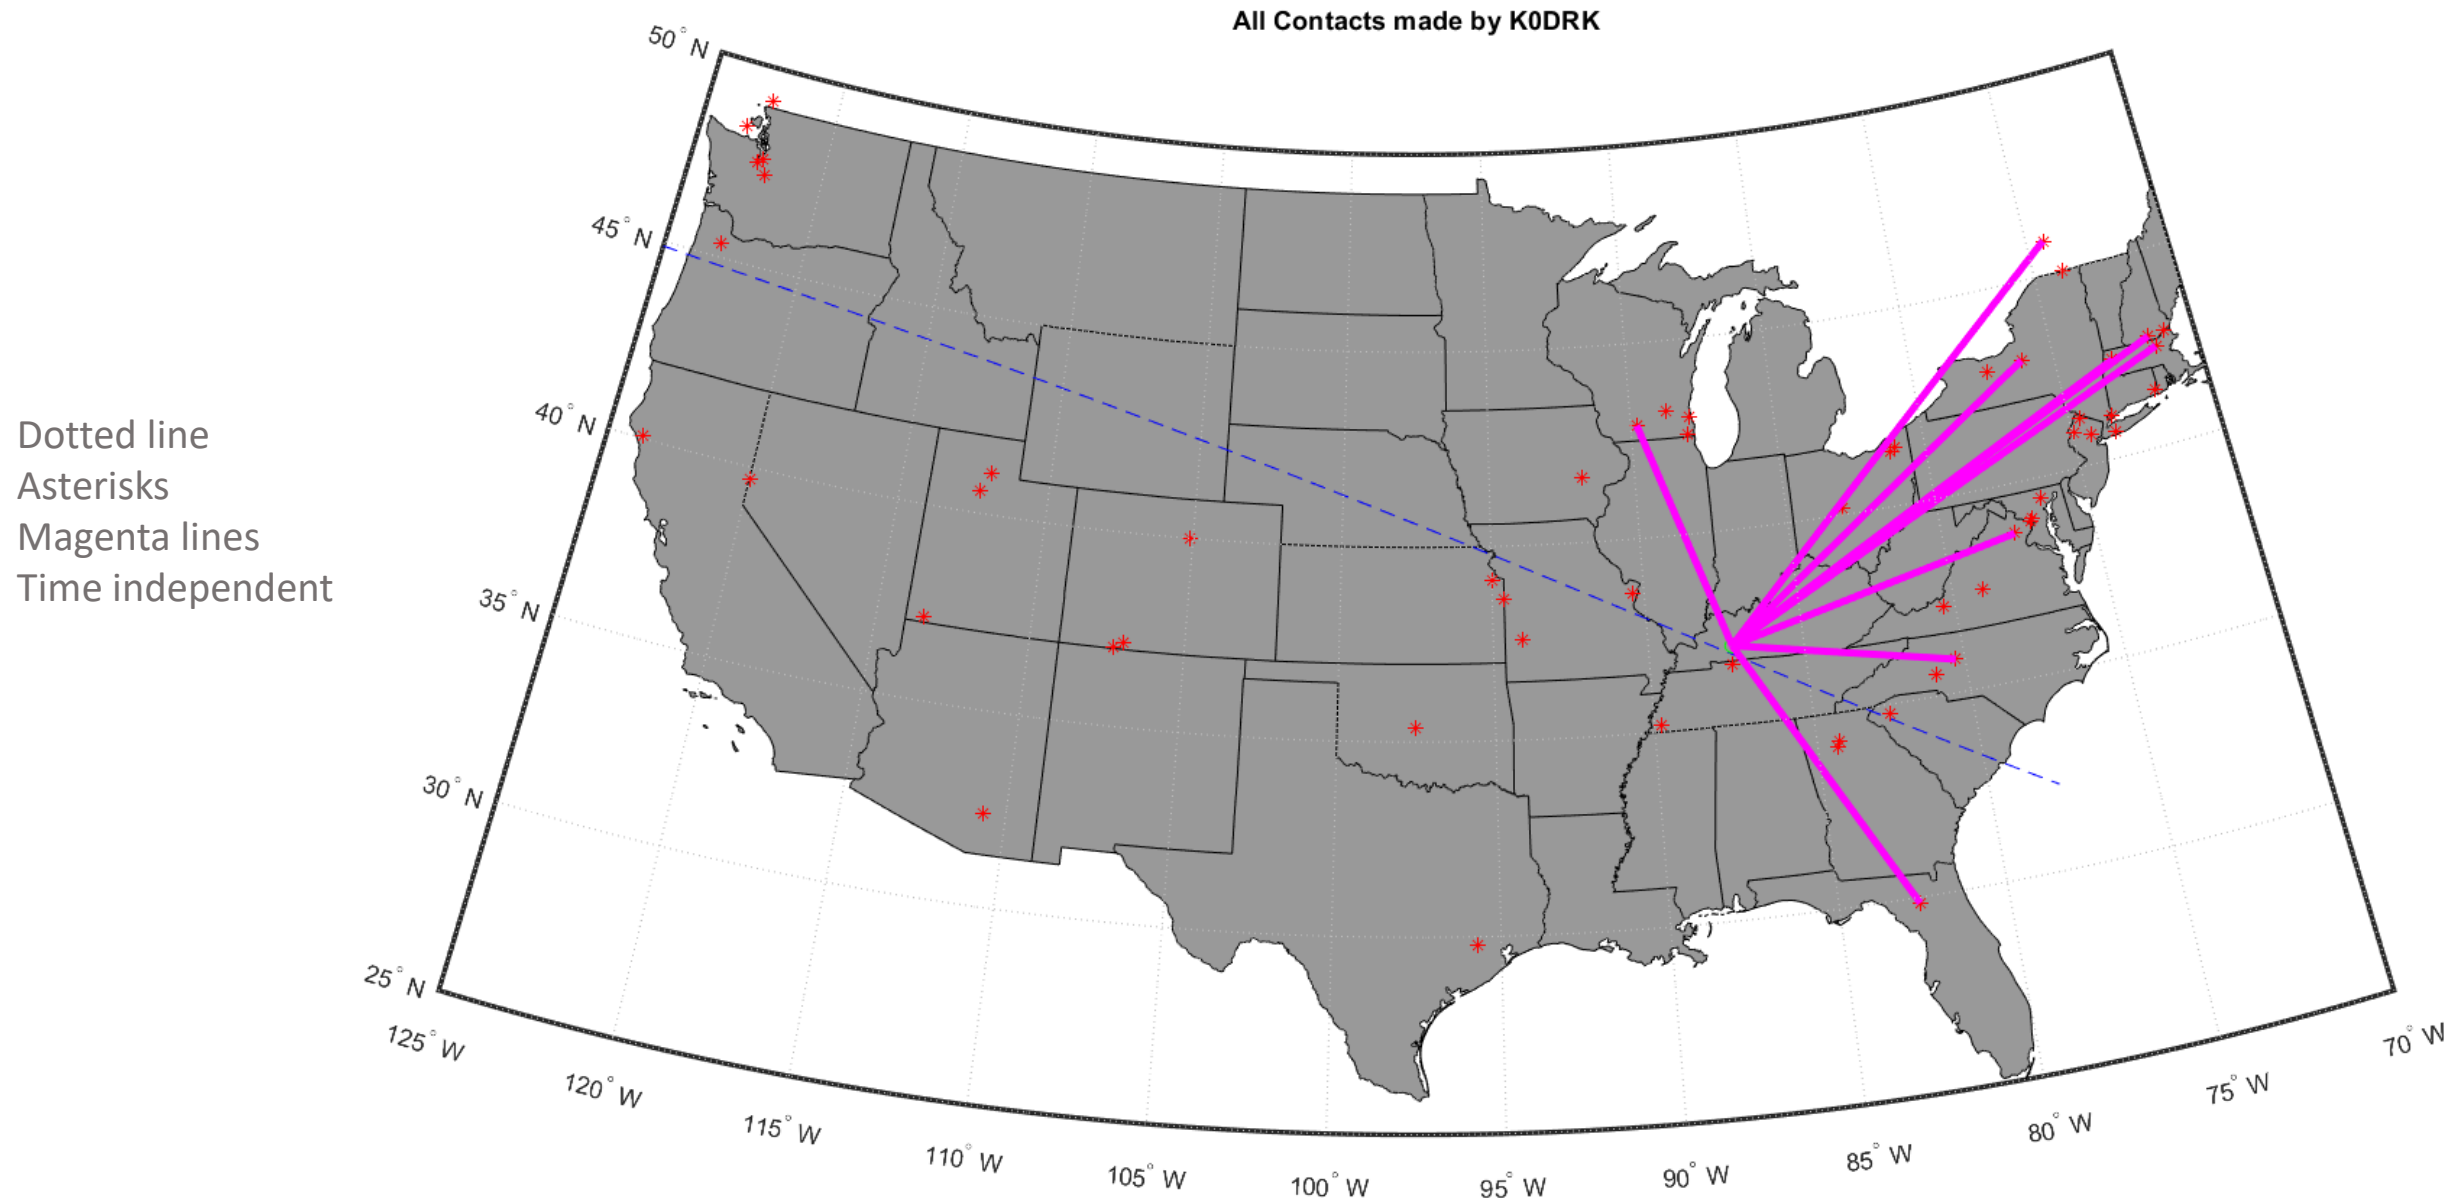 All Contacts made by K0DRK
50° N
45° N
40° N
35° N
30° N
25° N
Dotted line
Asterisks
Magenta lines
Time independent
125° W
120° W
115° W
110° W
105° W
100° W
95° W
90° W
85° W
80° W
75° W
70° W